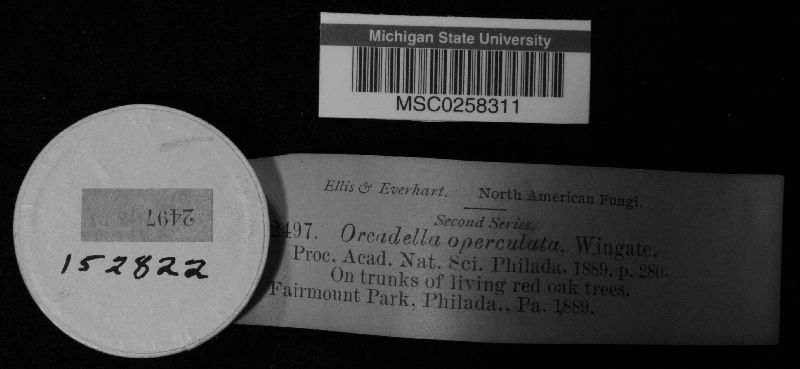 Michigan State University
MSC0258311
2497
152822
Ellis & Everhart. North American Fungi.
Second Series.
2497. Orcadella operculata, Wingate.
Proc. Acad. Nat. Sci. Philada. 1889. p. 280.
On trunks of living red oak trees.
Fairmount Park, Philada., Pa. 1889.